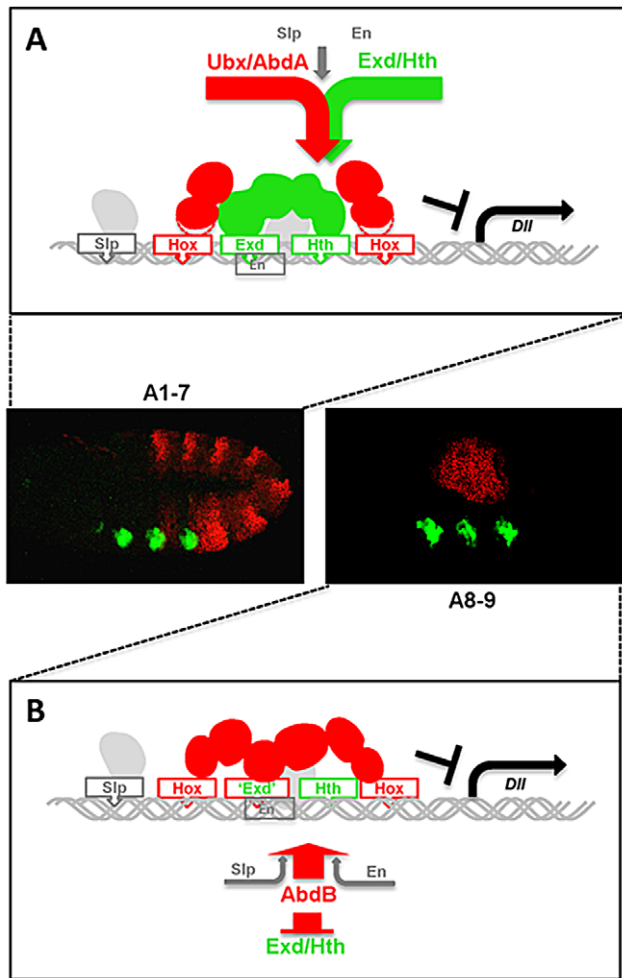 A
Slp En
Ubx/AbdA Exd/Hth
Slp Hox Exd Hth Hox
En
Dll
A1-7
A8-9
B
Slp Hox 'Exd' Hth Hox
En
Dll
Slp En
AbdB
Exd/Hth